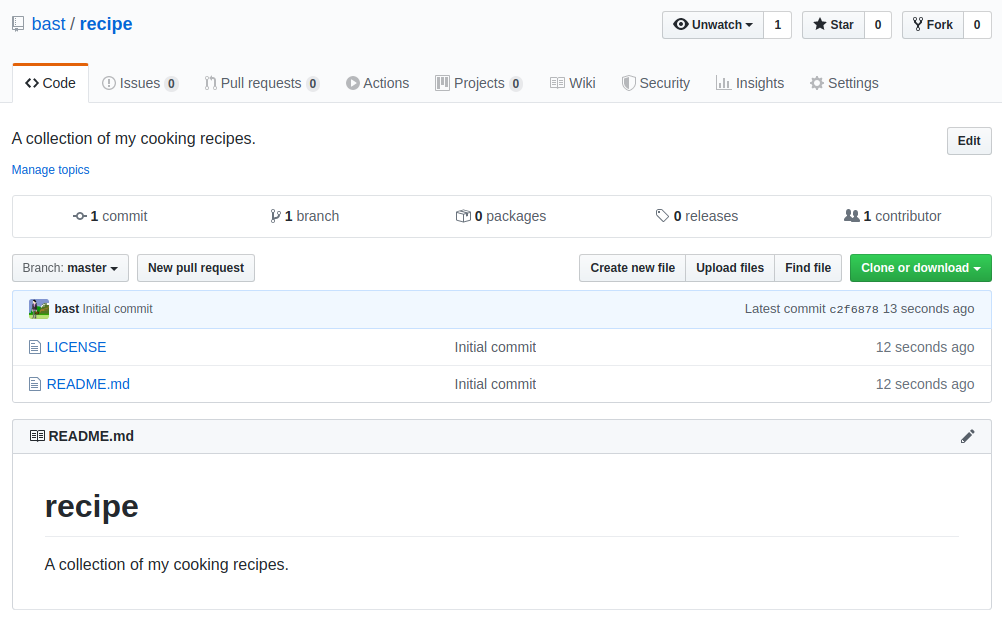 bast / recipe
Unwatch 1 Star 0 Fork 0
Code Issues 0 Pull requests 0 Actions Projects 0 Wiki Security Insights Settings
A collection of my cooking recipes.
Edit
Manage topics
1 commit 1 branch 0 packages 0 releases 1 contributor
Branch: master New pull request Create new file Upload files Find file Clone or download
bast Initial commit Latest commit c2f6878 13 seconds ago
LICENSE Initial commit 12 seconds ago
README.md Initial commit 12 seconds ago
README.md
recipe
A collection of my cooking recipes.